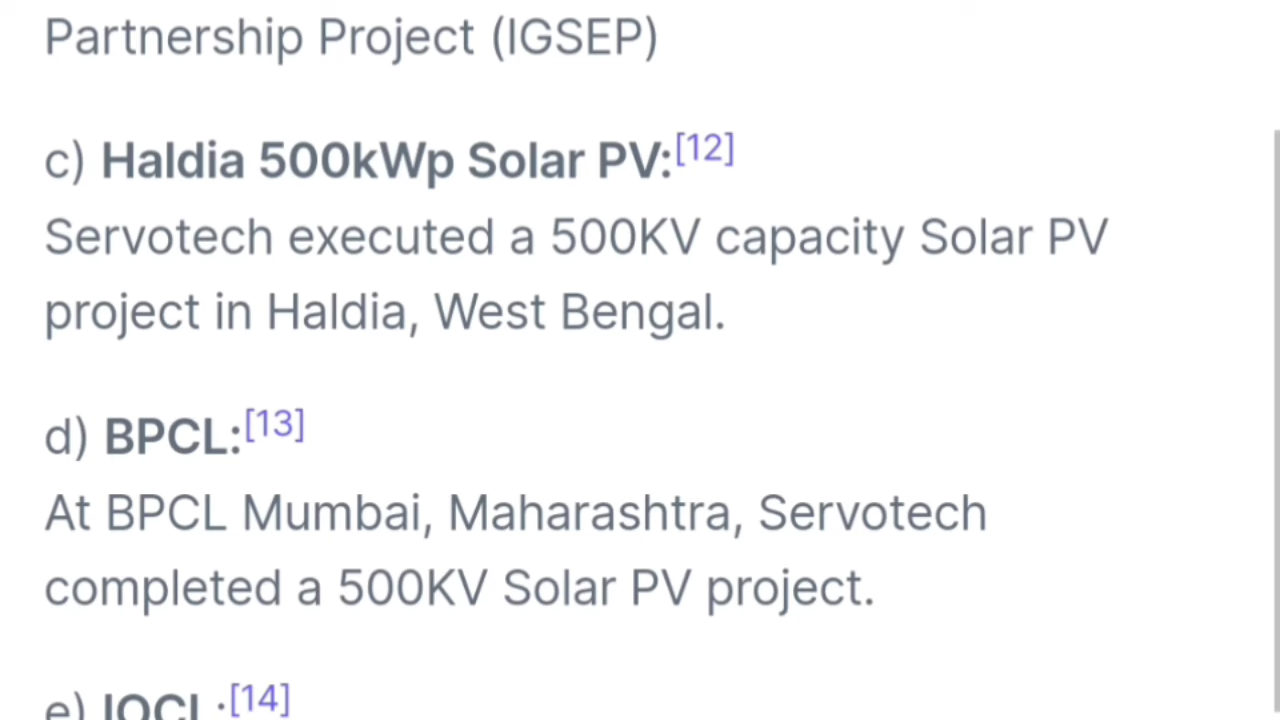 Partnership Project (IGSEP)
c) Haldia 500kWp Solar PV:[12]
Servotech executed a 500KV capacity Solar PV
project in Haldia, West Bengal.
d) BPCL:[13]
At BPCL Mumbai, Maharashtra, Servotech
completed a 500KV Solar PV project.
e) IOCL:[14]